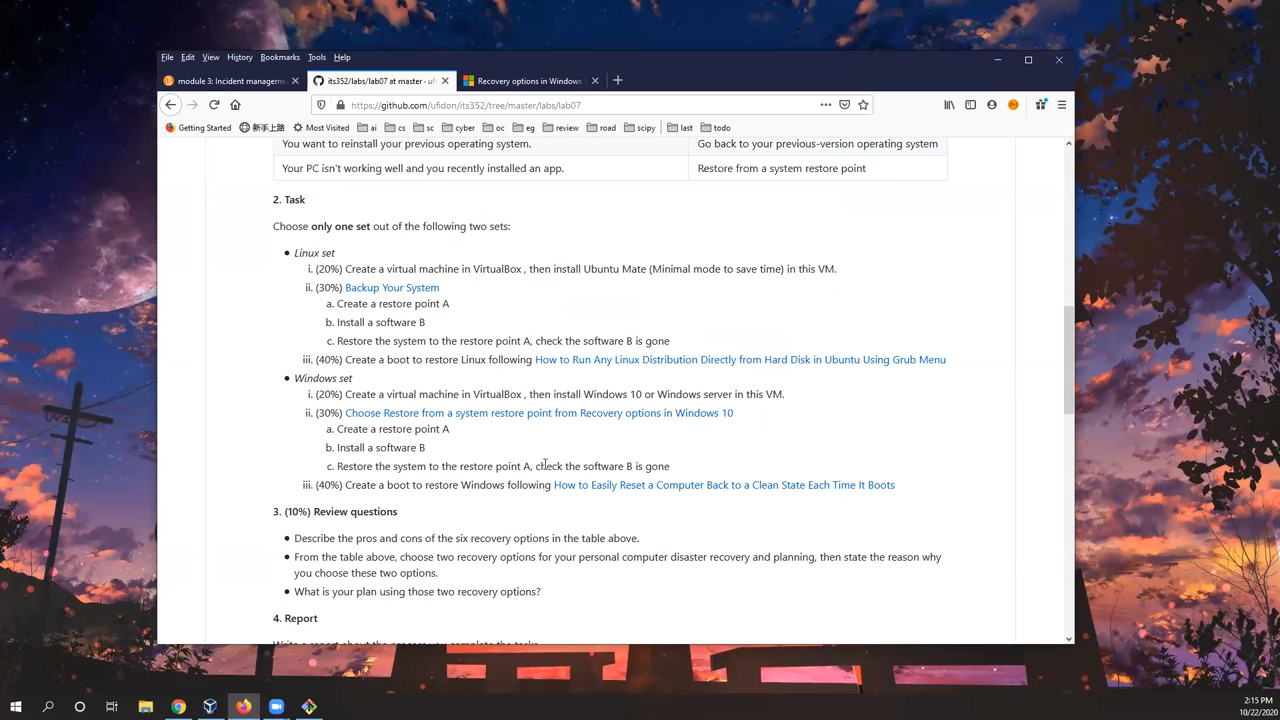 File Edit View History Bookmarks Tools Help
module 3: Incident manageme
its352/labs/lab07 at master · uf
Recovery options in Windows
https://github.com/ufidon/its352/tree/master/labs/lab07
Getting Started 新手上路 Most Visited ai cs sc cyber oc eg review road scipy last todo
You want to reinstall your previous operating system. Go back to your previous-version operating system
Your PC isn't working well and you recently installed an app. Restore from a system restore point
2. Task
Choose only one set out of the following two sets:
• Linux set
i. (20%) Create a virtual machine in VirtualBox , then install Ubuntu Mate (Minimal mode to save time) in this VM.
ii. (30%) Backup Your System
a. Create a restore point A
b. Install a software B
c. Restore the system to the restore point A, check the software B is gone
iii. (40%) Create a boot to restore Linux following How to Run Any Linux Distribution Directly from Hard Disk in Ubuntu Using Grub Menu
• Windows set
i. (20%) Create a virtual machine in VirtualBox , then install Windows 10 or Windows server in this VM.
ii. (30%) Choose Restore from a system restore point from Recovery options in Windows 10
a. Create a restore point A
b. Install a software B
c. Restore the system to the restore point A, check the software B is gone
iii. (40%) Create a boot to restore Windows following How to Easily Reset a Computer Back to a Clean State Each Time It Boots
3. (10%) Review questions
• Describe the pros and cons of the six recovery options in the table above.
• From the table above, choose two recovery options for your personal computer disaster recovery and planning, then state the reason why
you choose these two options.
• What is your plan using those two recovery options?
4. Report
Write a report about the process you complete the tasks
2:15 PM
10/22/2020